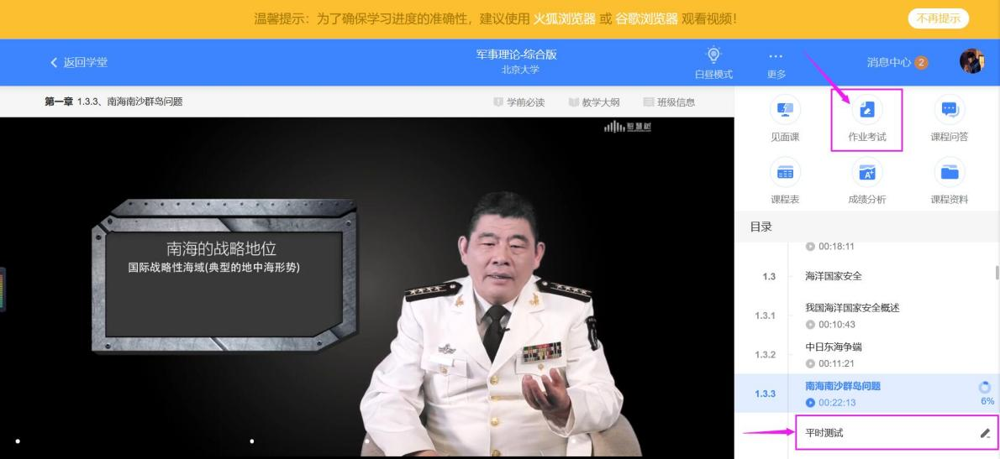 温馨提示：为了确保学习进度的准确性，建议使用 火狐浏览器 或 谷歌浏览器 观看视频！
不再提示
返回学堂
军事理论-综合版
北京大学
白昼模式
更多
消息中心 2
第一章 1.3.3、南海南沙群岛问题
学前必读
教学大纲
班级信息
智慧树
南海的战略地位
国际战略性海域(典型的地中海形势)
见面课
作业考试
课程问答
课程表
成绩分析
课程资料
目录
00:18:11
1.3 海洋国家安全
1.3.1 我国海洋国家安全概述
00:10:43
1.3.2 中日东海争端
00:11:21
1.3.3 南海南沙群岛问题
00:22:13
6%
平时测试